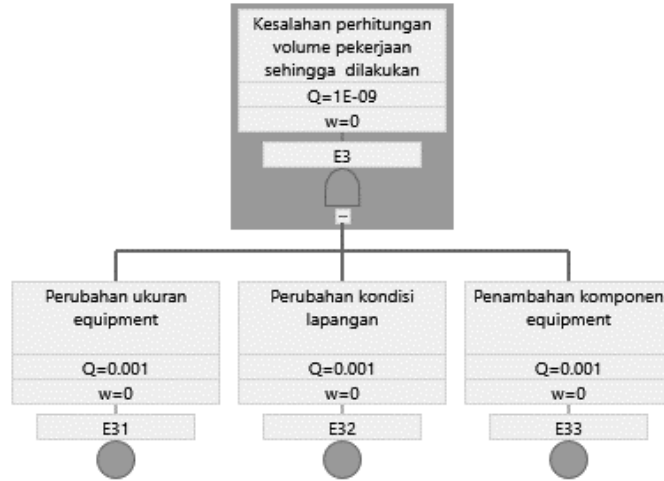 Kesalahan perhitungan
volume pekerjaan
sehingga dilakukan
Q=1E-09
w=0
E3
Perubahan ukuran
equipment
Q=0.001
w=0
E31
Perubahan kondisi
lapangan
Q=0.001
w=0
E32
Penambahan komponen
equipment
Q=0.001
w=0
E33